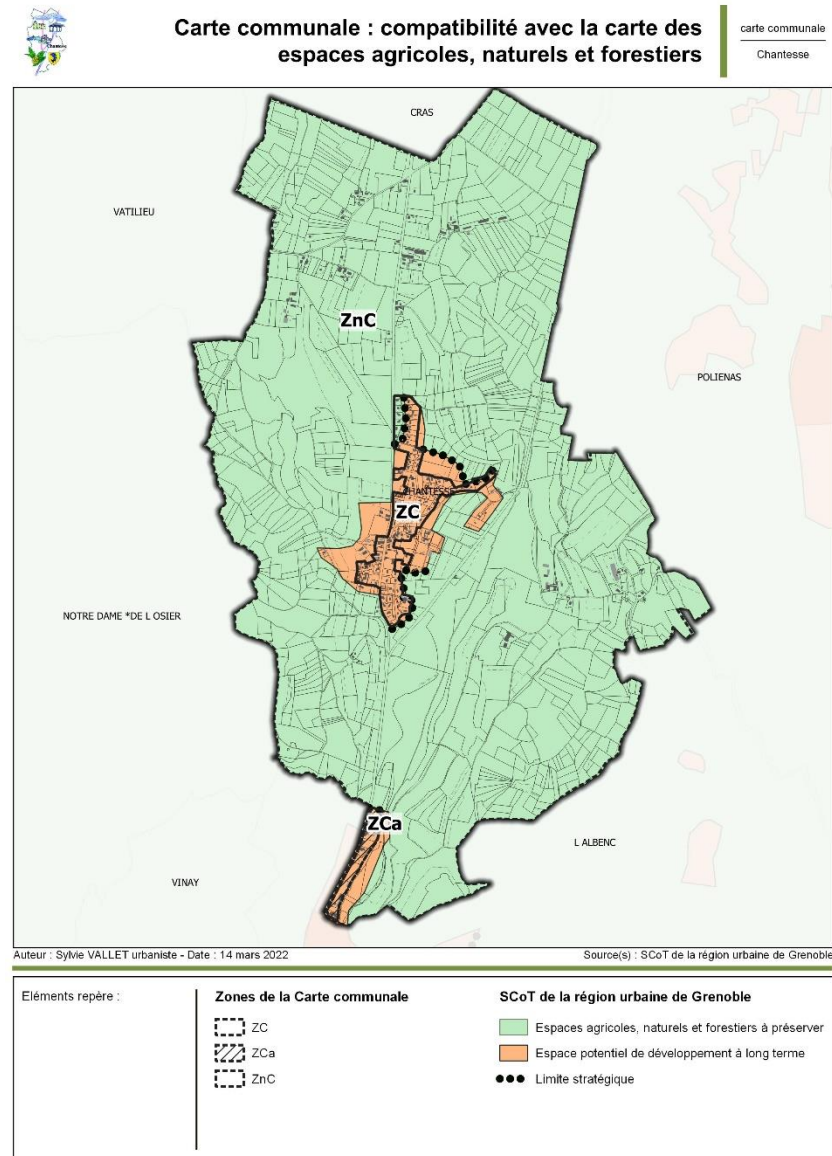 Carte communale : compatibilité avec la carte des
espaces agricoles, naturels et forestiers
carte communale
Chantesse
CRAS
VATILIEU
ZnC
POLIENAS
CHANTESSE
ZC
NOTRE DAME *DE L OSIER
ZCa
L ALBENC
VINAY
Auteur : Sylvie VALLET urbaniste - Date : 14 mars 2022
Source(s) : SCoT de la région urbaine de Grenoble
Eléments repère :
Zones de la Carte communale
ZC
ZCa
ZnC
SCoT de la région urbaine de Grenoble
Espaces agricoles, naturels et forestiers à préserver
Espace potentiel de développement à long terme
Limite stratégique